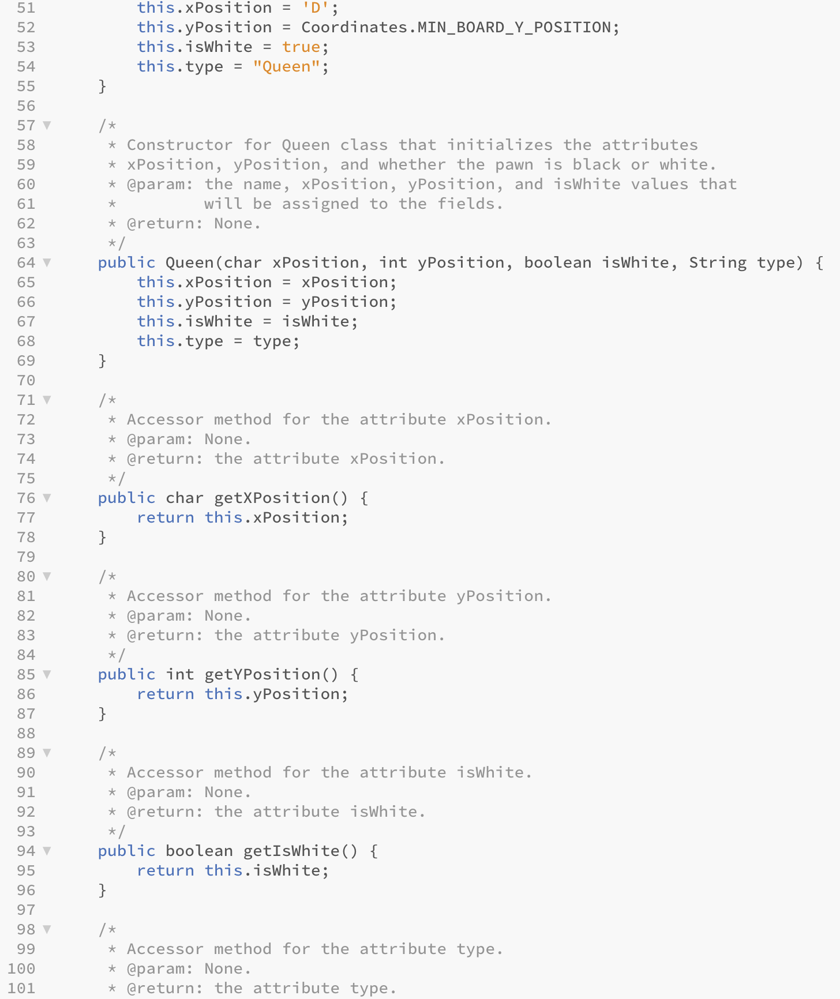 51 this.xPosition = 'D';
52 this.yPosition = Coordinates.MIN_BOARD_Y_POSITION;
53 this.isWhite = true;
54 this.type = "Queen";
55 }
56
57 /*
58 * Constructor for Queen class that initializes the attributes
59 * xPosition, yPosition, and whether the pawn is black or white.
60 * @param: the name, xPosition, yPosition, and isWhite values that
61 * will be assigned to the fields.
62 * @return: None.
63 */
64 public Queen(char xPosition, int yPosition, boolean isWhite, String type) {
65 this.xPosition = xPosition;
66 this.yPosition = yPosition;
67 this.isWhite = isWhite;
68 this.type = type;
69 }
70
71 /*
72 * Accessor method for the attribute xPosition.
73 * @param: None.
74 * @return: the attribute xPosition.
75 */
76 public char getXPosition() {
77 return this.xPosition;
78 }
79
80 /*
81 * Accessor method for the attribute yPosition.
82 * @param: None.
83 * @return: the attribute yPosition.
84 */
85 public int getYPosition() {
86 return this.yPosition;
87 }
88
89 /*
90 * Accessor method for the attribute isWhite.
91 * @param: None.
92 * @return: the attribute isWhite.
93 */
94 public boolean getIsWhite() {
95 return this.isWhite;
96 }
97
98 /*
99 * Accessor method for the attribute type.
100 * @param: None.
101 * @return: the attribute type.